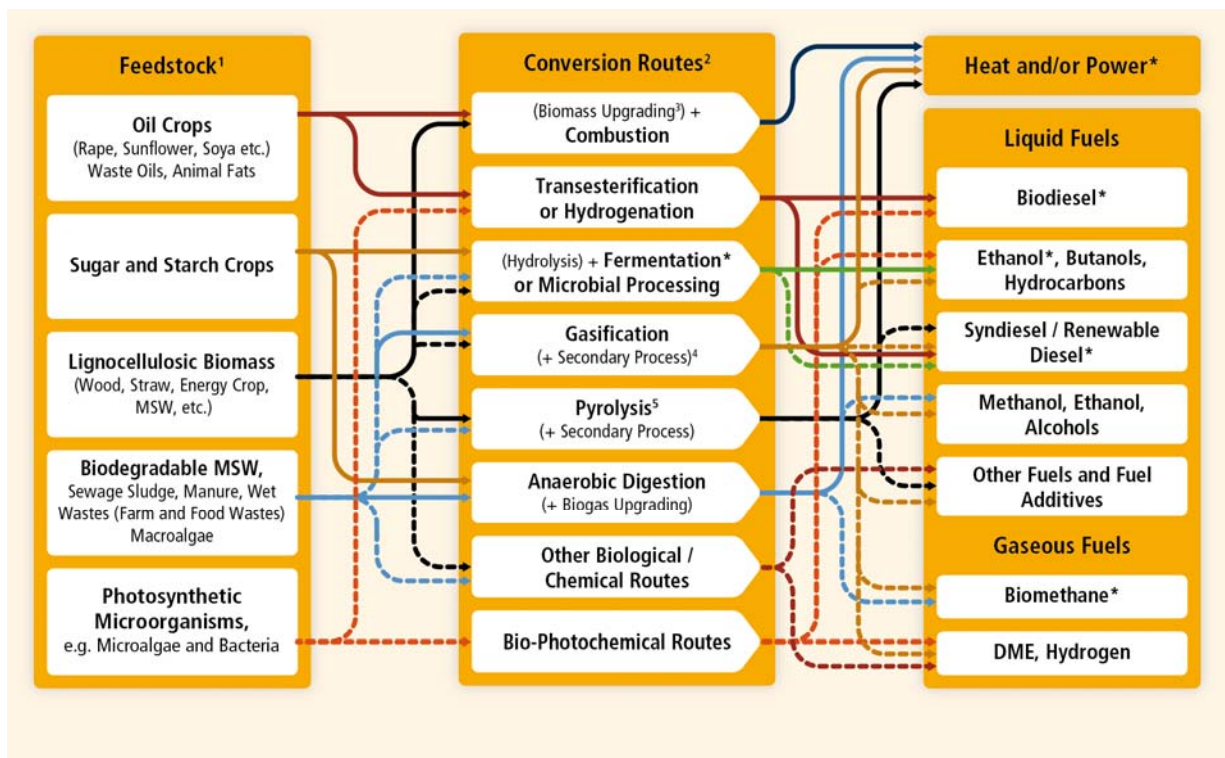 Feedstock¹
Oil Crops
(Rape, Sunflower, Soya etc.)
Waste Oils, Animal Fats
Sugar and Starch Crops
Lignocellulosic Biomass
(Wood, Straw, Energy Crop,
MSW, etc.)
Biodegradable MSW,
Sewage Sludge, Manure, Wet
Wastes (Farm and Food Wastes)
Macroalgae
Photosynthetic
Microorganisms,
e.g. Microalgae and Bacteria
Conversion Routes²
(Biomass Upgrading³) +
Combustion
Transesterification
or Hydrogenation
(Hydrolysis) + Fermentation*
or Microbial Processing
Gasification
(+ Secondary Process)⁴
Pyrolysis⁵
(+ Secondary Process)
Anaerobic Digestion
(+ Biogas Upgrading)
Other Biological /
Chemical Routes
Bio-Photochemical Routes
Heat and/or Power*
Liquid Fuels
Biodiesel*
Ethanol*, Butanols,
Hydrocarbons
Syndiesel / Renewable
Diesel*
Methanol, Ethanol,
Alcohols
Other Fuels and Fuel
Additives
Gaseous Fuels
Biomethane*
DME, Hydrogen